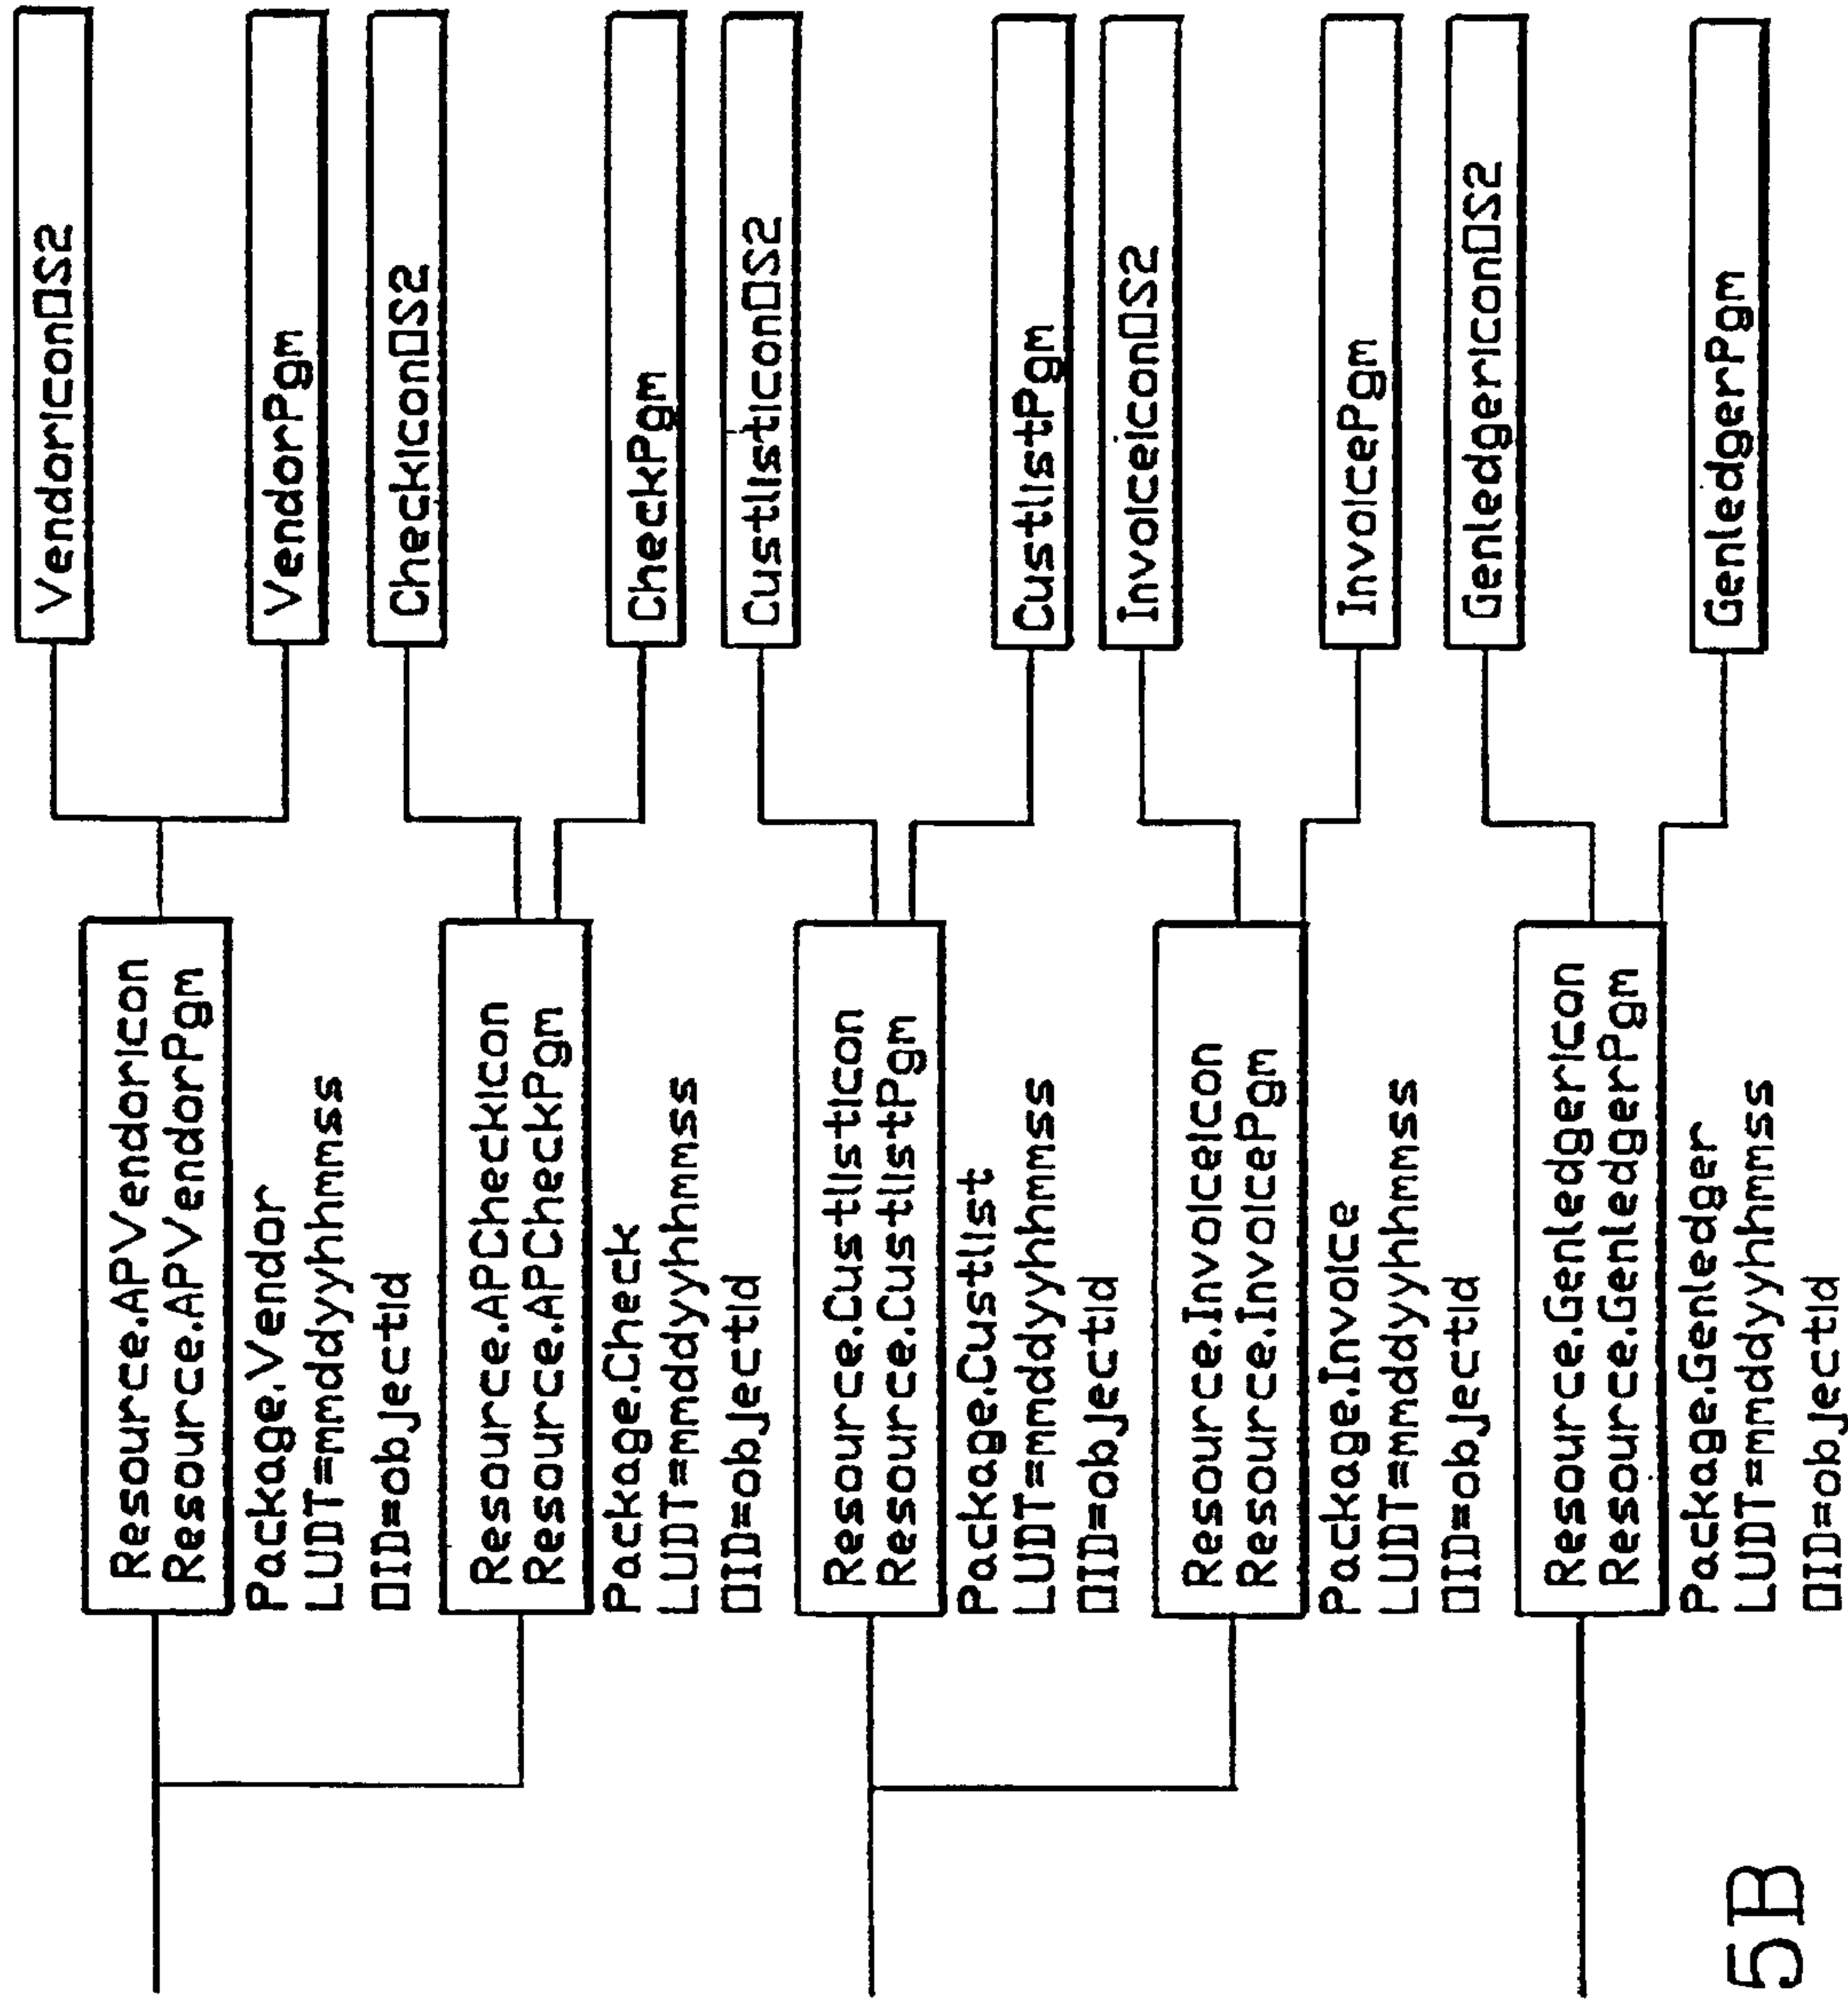 VendoriconOS2
Resource.APVendoricon
Resource.APVendorPgm
VendorPgm
Package.Vendor
LUDT=mmddyyhhmmss
OID=objectid
CheckiconOS2
Resource.APCheckicon
Resource.APCheckPgm
CheckPgm
Package.Check
LUDT=mmddyyhhmmss
OID=objectid
CustlisticonOS2
Resource.Custlisticon
Resource.CustlistPgm
CustlistPgm
Package.Custlist
LUDT=mmddyyhhmmss
OID=objectid
InvoiceiconOS2
Resource.Invoiceicon
Resource.InvoicePgm
InvoicePgm
Package.Invoice
LUDT=mmddyyhhmmss
OID=objectid
GenledgericonOS2
Resource.Genledgericon
Resource.GenledgerPgm
GenledgerPgm
Package.Genledger
LUDT=mmddyyhhmmss
OID=objectid
5B